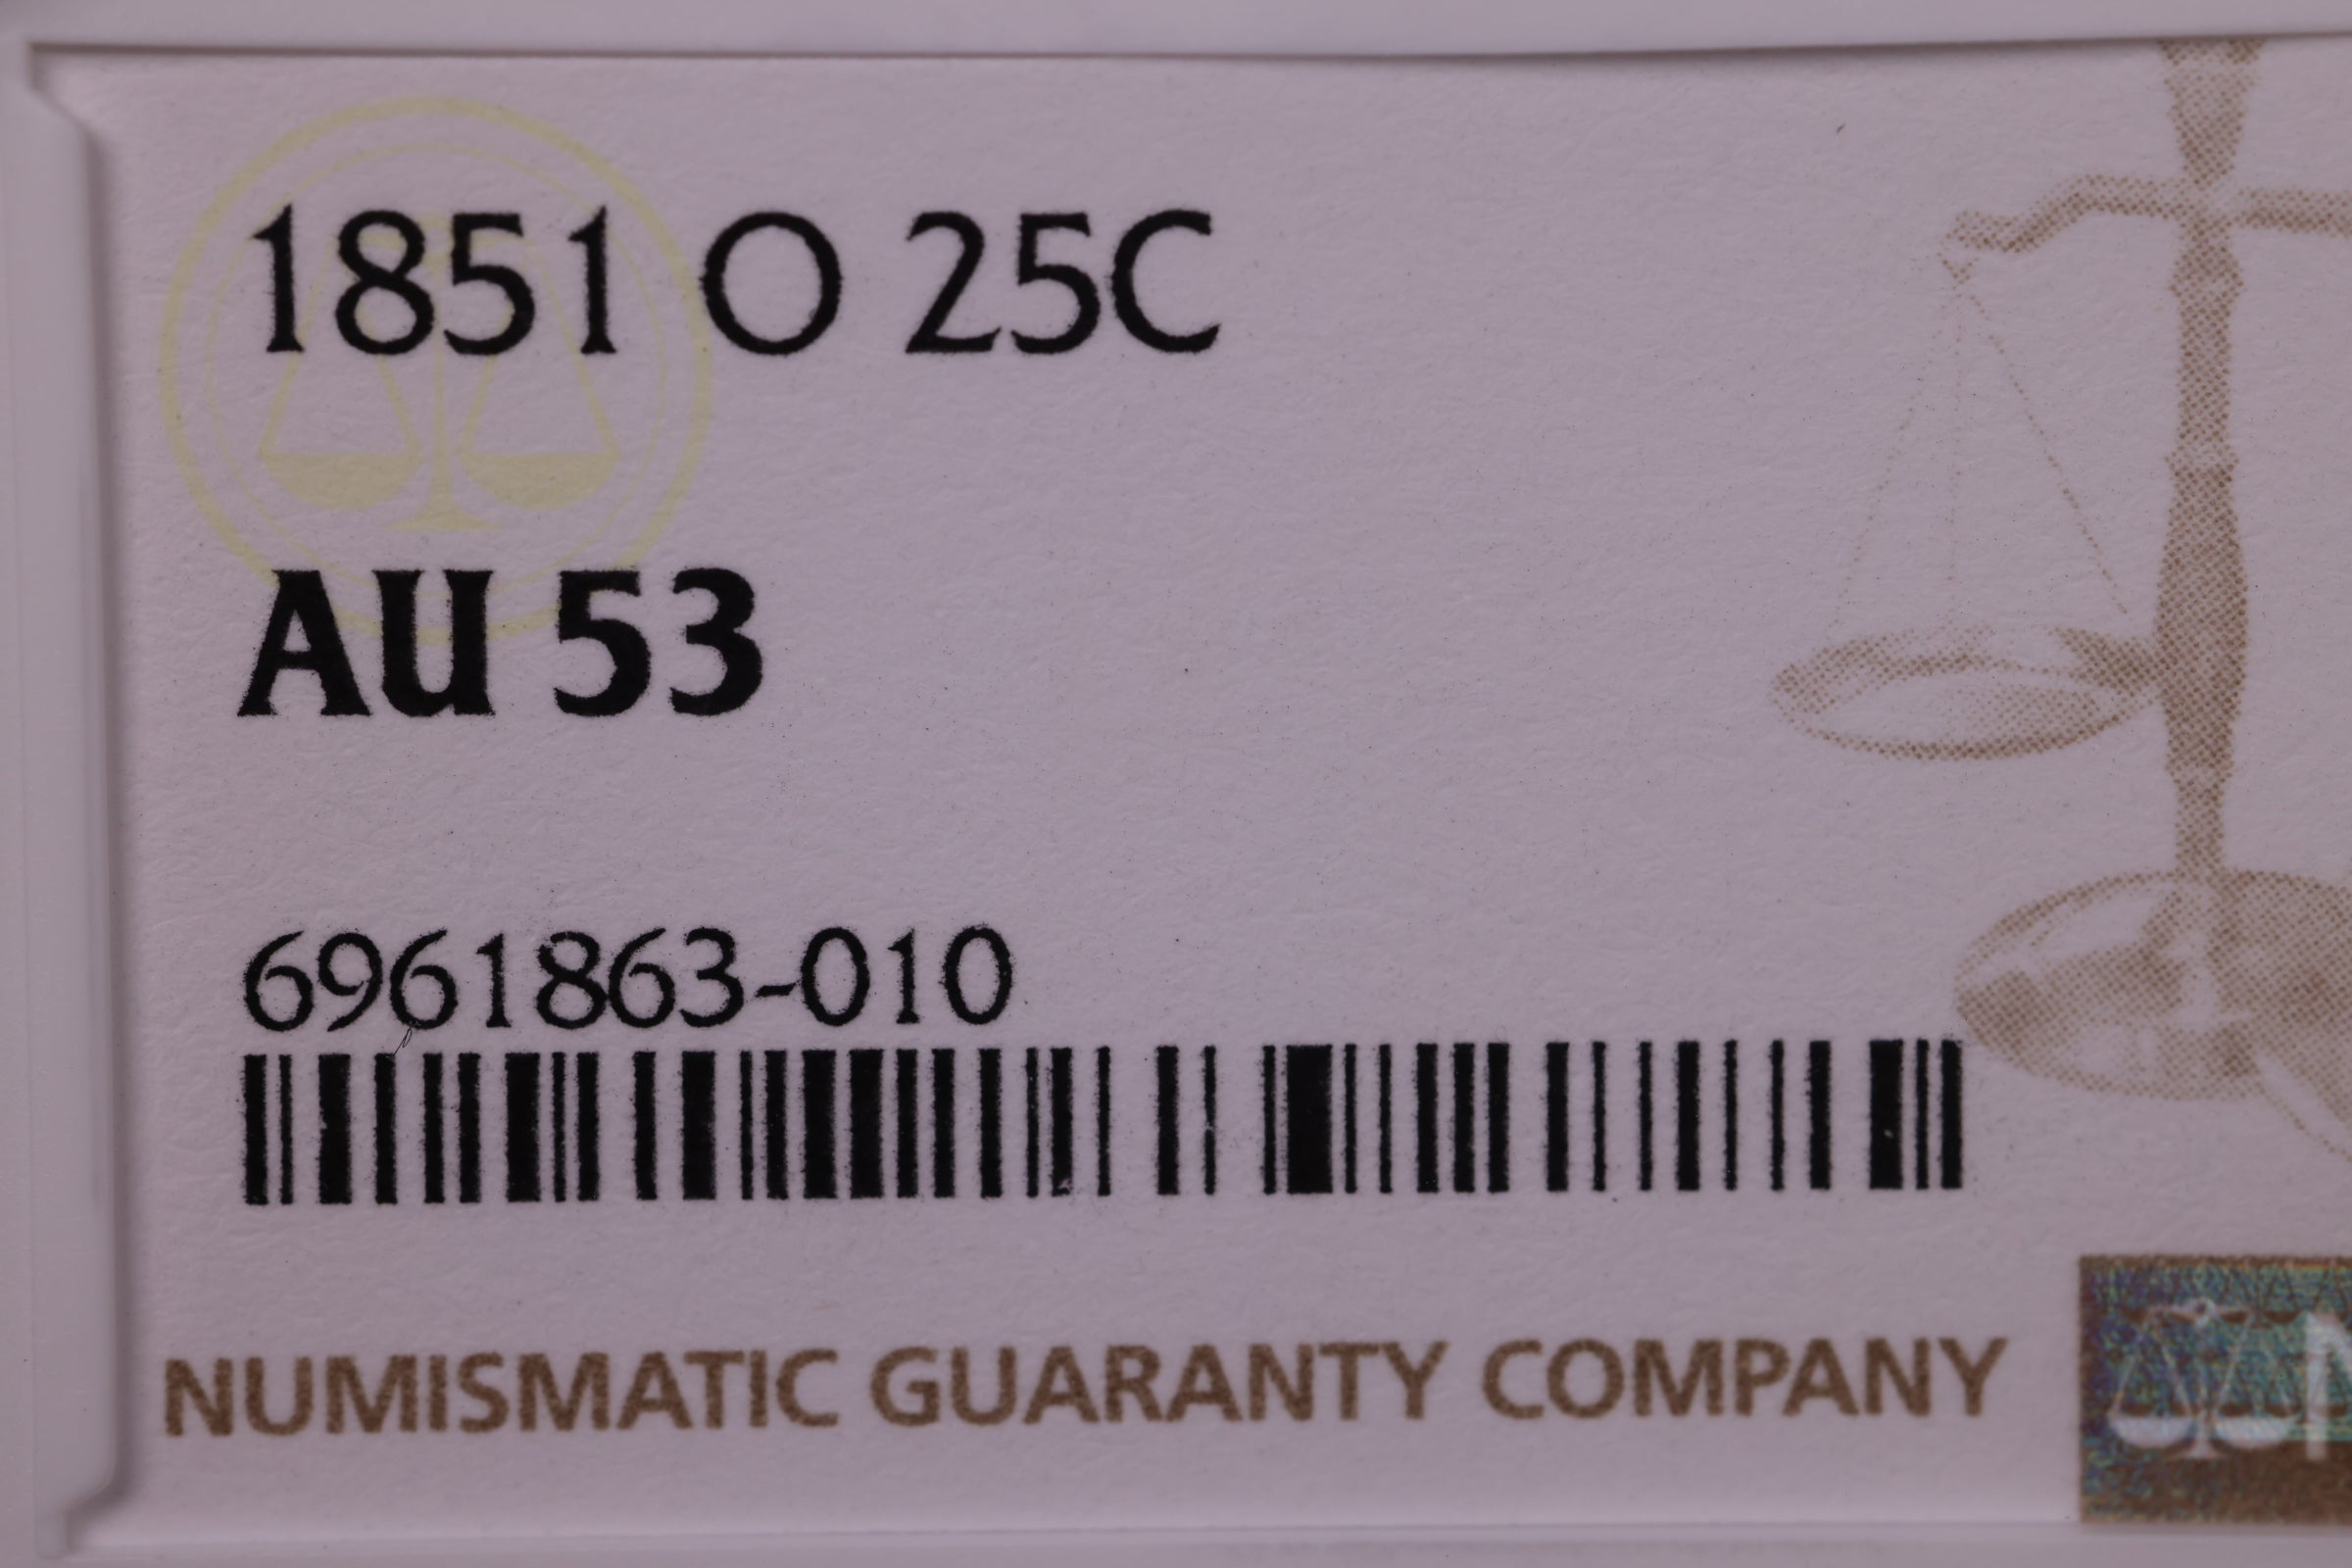 1851 O 25C
AU 53
6961863-010
NUMISMATIC GUARANTY COMPANY
N